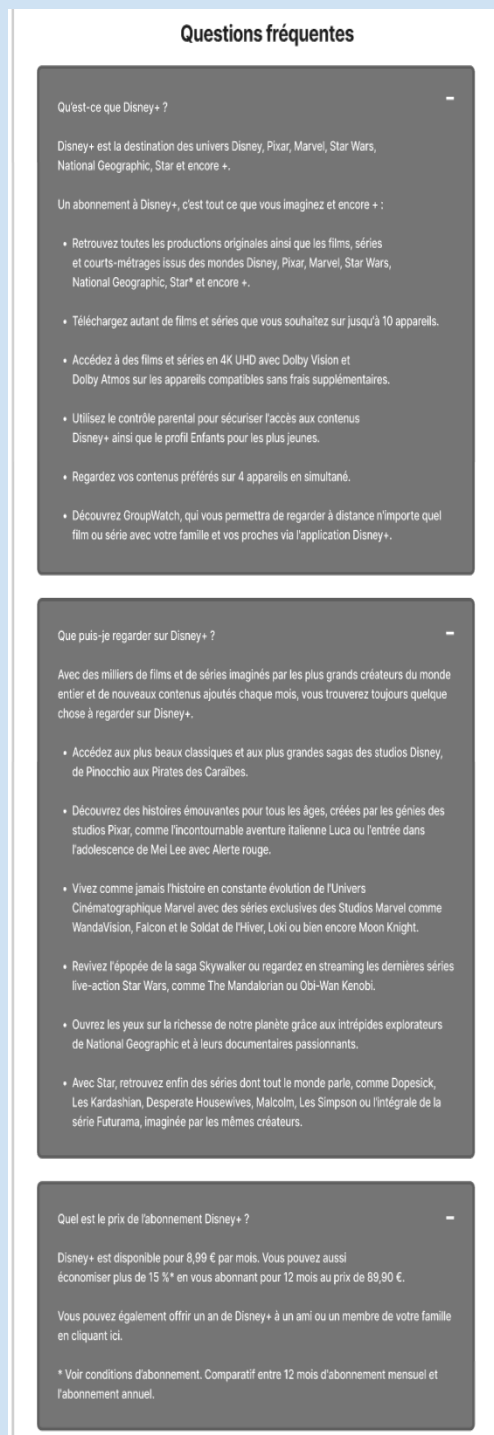 Questions fréquentes
Qu'est-ce que Disney+ ?
Disney+ est la destination des univers Disney, Pixar, Marvel, Star Wars,
National Geographic, Star et encore +.
Un abonnement à Disney+, c'est tout ce que vous imaginez et encore + :
• Retrouvez toutes les productions originales ainsi que les films, séries
et courts-métrages issus des mondes Disney, Pixar, Marvel, Star Wars,
National Geographic, Star* et encore +.
• Téléchargez autant de films et séries que vous souhaitez sur jusqu'à 10 appareils.
• Accédez à des films et séries en 4K UHD avec Dolby Vision et
Dolby Atmos sur les appareils compatibles sans frais supplémentaires.
• Utilisez le contrôle parental pour sécuriser l'accès aux contenus
Disney+ ainsi que le profil Enfants pour les plus jeunes.
• Regardez vos contenus préférés sur 4 appareils en simultané.
• Découvrez GroupWatch, qui vous permettra de regarder à distance n'importe quel
film ou série avec votre famille et vos proches via l'application Disney+.
Que puis-je regarder sur Disney+ ?
Avec des milliers de films et de séries imaginés par les plus grands créateurs du monde
entier et de nouveaux contenus ajoutés chaque mois, vous trouverez toujours quelque
chose à regarder sur Disney+.
• Accédez aux plus beaux classiques et aux plus grandes sagas des studios Disney,
de Pinocchio aux Pirates des Caraïbes.
• Découvrez des histoires émouvantes pour tous les âges, créées par les génies des
studios Pixar, comme l'incontournable aventure italienne Luca ou l'entrée dans
l'adolescence de Mei Lee avec Alerte rouge.
• Vivez comme jamais l'histoire en constante évolution de l'Univers
Cinématographique Marvel avec des séries exclusives des Studios Marvel comme
WandaVision, Falcon et le Soldat de l'Hiver, Loki ou bien encore Moon Knight.
• Revivez l'épopée de la saga Skywalker ou regardez en streaming les dernières séries
live-action Star Wars, comme The Mandalorian ou Obi-Wan Kenobi.
• Ouvrez les yeux sur la richesse de notre planète grâce aux intrépides explorateurs
de National Geographic et à leurs documentaires passionnants.
• Avec Star, retrouvez enfin des séries dont tout le monde parle, comme Dopesick,
Les Kardashian, Desperate Housewives, Malcolm, Les Simpson ou l'intégrale de la
série Futurama, imaginée par les mêmes créateurs.
Quel est le prix de l'abonnement Disney+ ?
Disney+ est disponible pour 8,99 € par mois. Vous pouvez aussi
économiser plus de 15 %* en vous abonnant pour 12 mois au prix de 89,90 €.
Vous pouvez également offrir un an de Disney+ à un ami ou un membre de votre famille
en cliquant ici.
* Voir conditions d'abonnement. Comparatif entre 12 mois d'abonnement mensuel et
l'abonnement annuel.